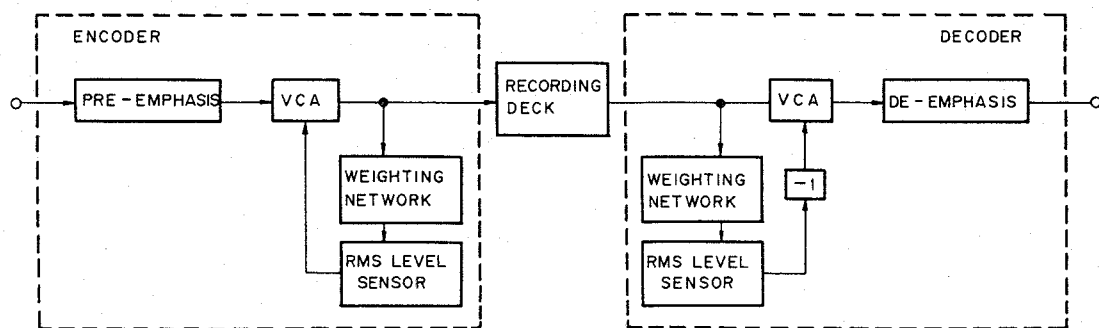 ENCODER
PRE-EMPHASIS
VCA
WEIGHTING
NETWORK
RMS LEVEL
SENSOR
RECORDING
DECK
DECODER
VCA
DE-EMPHASIS
WEIGHTING
NETWORK
-1
RMS LEVEL
SENSOR